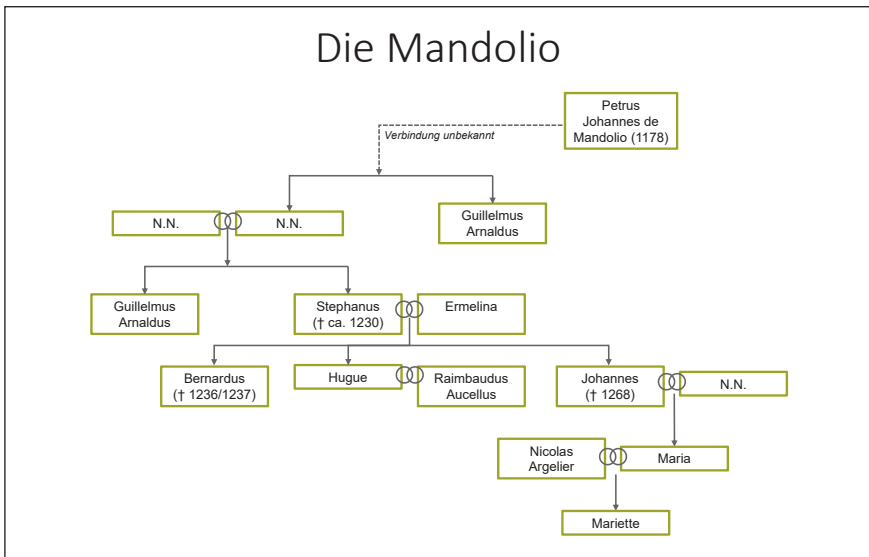 Die Mandolio
Petrus
Johannes de
Mandolio (1178)
Verbindung unbekannt
N.N.
N.N.
Guillelmus
Arnaldus
Guillelmus
Arnaldus
Stephanus
(† ca. 1230)
Ermelina
Bernardus
(† 1236/1237)
Hugue
Raimbaudus
Aucellus
Johannes
(† 1268)
N.N.
Nicolas
Argelier
Maria
Mariette